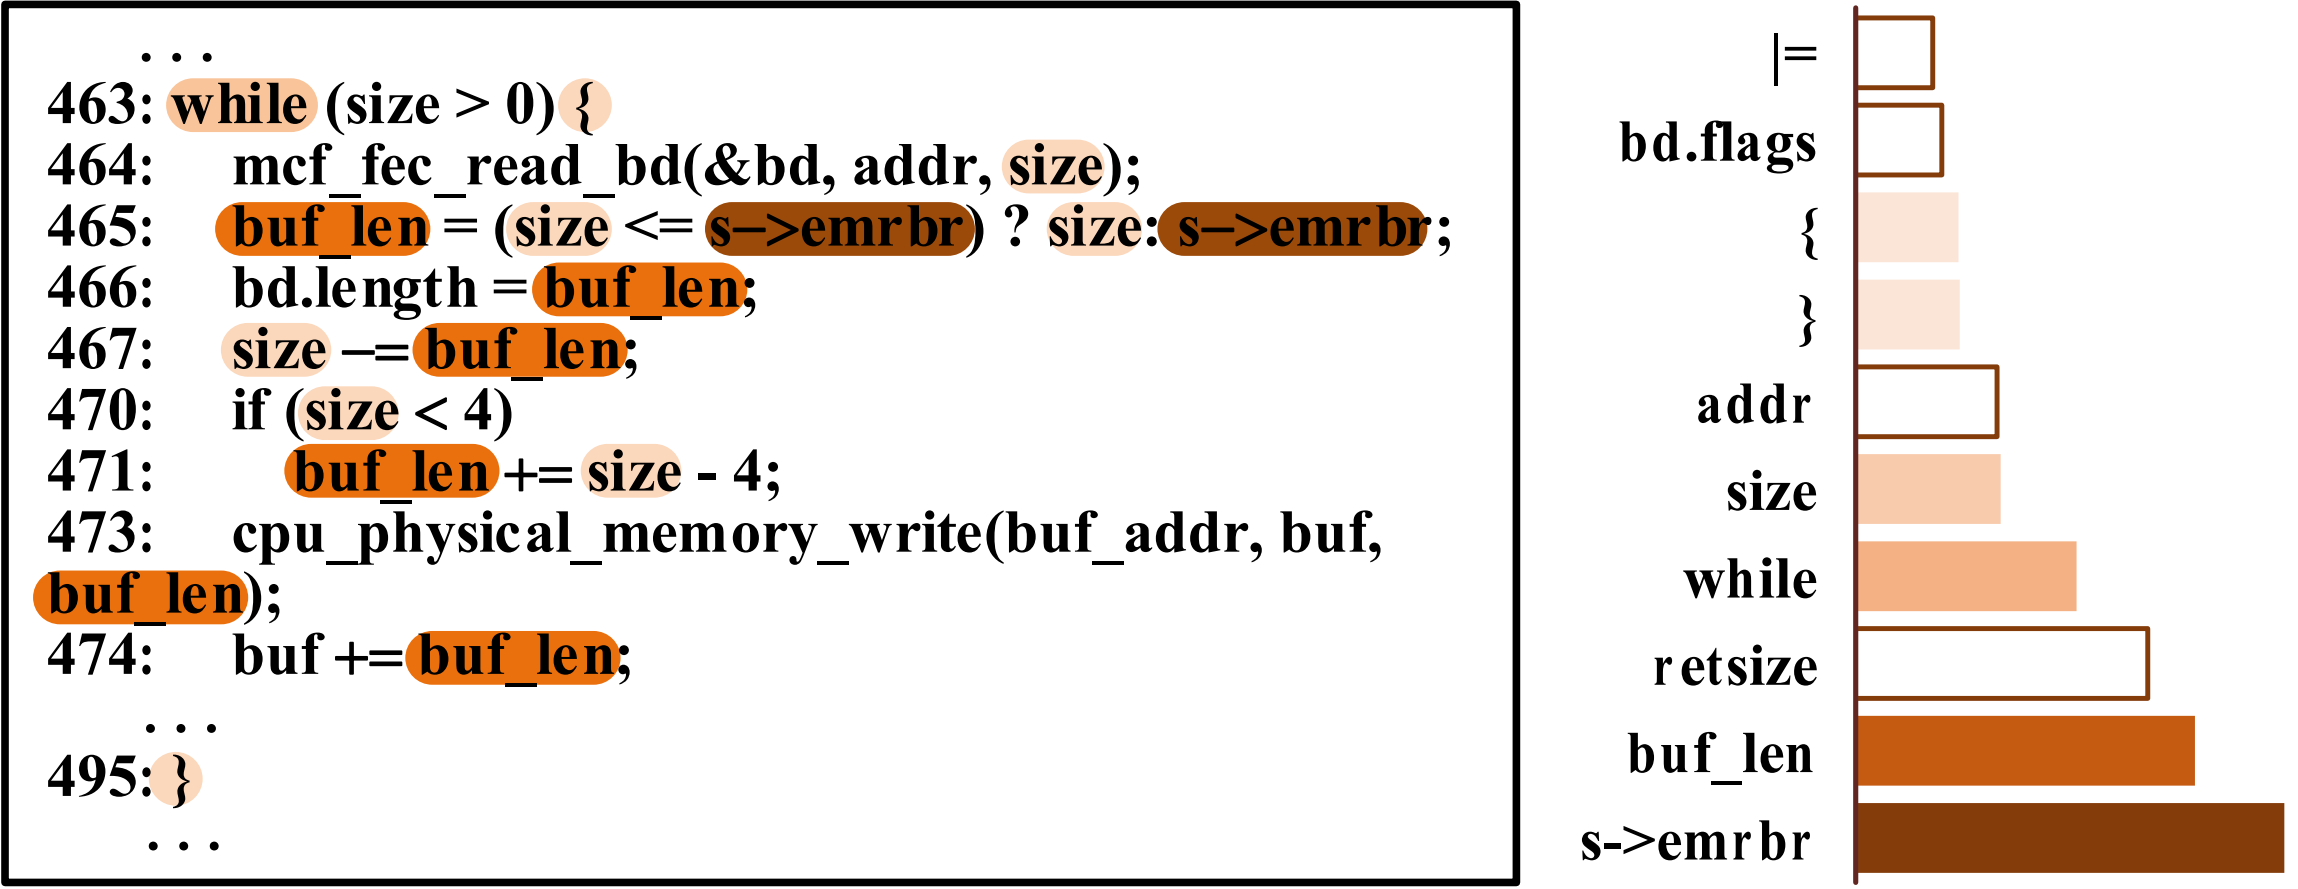 . . .
463: while (size > 0) {
464: mcf_fec_read_bd(&bd, addr, size);
465: buf_len = (size <= s->emrbr) ? size: s->emrbr;
466: bd.length = buf_len;
467: size -= buf_len;
470: if (size < 4)
471: buf_len += size - 4;
473: cpu_physical_memory_write(buf_addr, buf,
buf_len);
474: buf += buf_len;
. . .
495: }
. . .
|=
bd.flags
{
}
addr
size
while
retsize
buf_len
s->emrbr